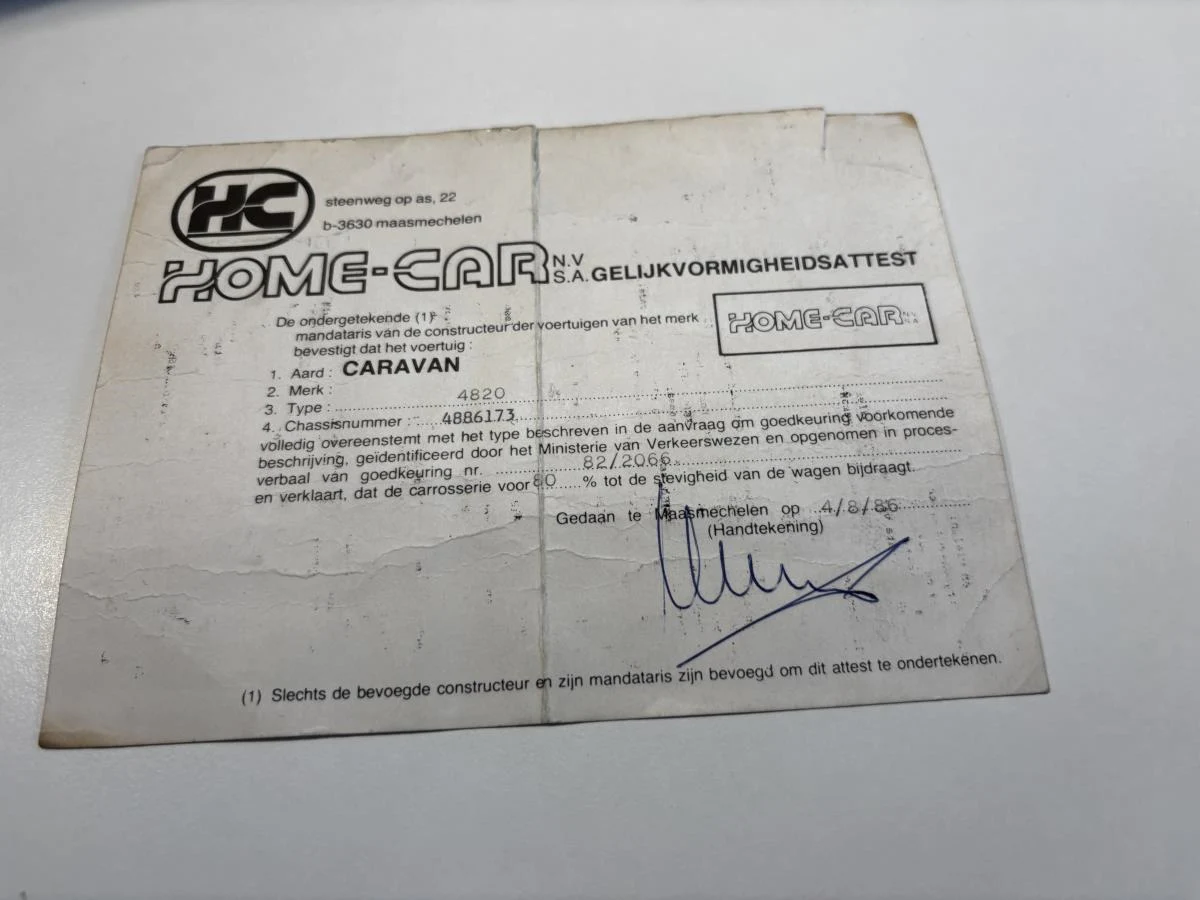 HC
steenweg op as, 22
b-3630 maasmechelen
HOME-CAR N.V S.A. GELIJKVORMIGHEIDSATTEST
De ondergetekende (1)
mandataris van de constructeur der voertuigen van het merk HOME-CAR N.V. S.A.
bevestigt dat het voertuig :
1. Aard : CARAVAN
2. Merk :
3. Type : 4820
4. Chassisnummer : 4886173
volledig overeenstemt met het type beschreven in de aanvraag om goedkeuring voorkomende
beschrijving, geïdentificeerd door het Ministerie van Verkeerswezen en opgenomen in proces-
verbaal van goedkeuring nr. 82/2066
en verklaart, dat de carrosserie voor 80 % tot de stevigheid van de wagen bijdraagt.
Gedaan te Maasmechelen op 4/8/86
(Handtekening)
(1) Slechts de bevoegde constructeur en zijn mandataris zijn bevoegd om dit attest te ondertekenen.